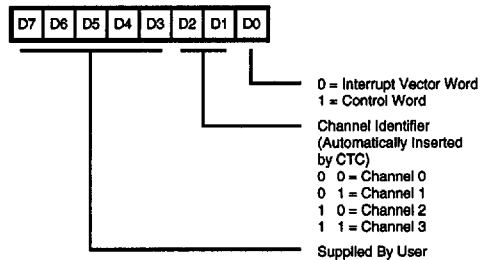 D7 D6 D5 D4 D3 D2 D1 D0
0 = Interrupt Vector Word
1 = Control Word
Channel Identifier
(Automatically Inserted
by CTC)
0 0 = Channel 0
0 1 = Channel 1
1 0 = Channel 2
1 1 = Channel 3
Supplied By User